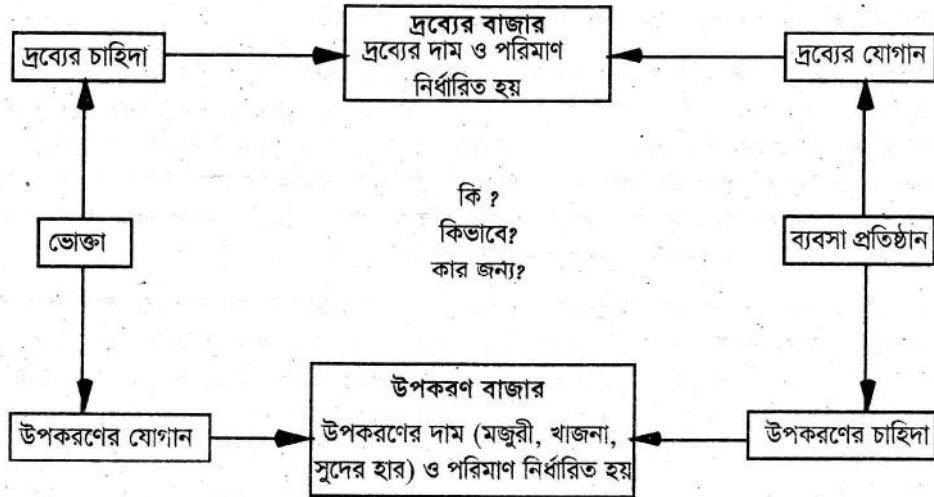 দ্রব্যের বাজার
দ্রব্যের দাম ও পরিমাণ
নির্ধারিত হয়
দ্রব্যের চাহিদা
দ্রব্যের যোগান
কি ?
কিভাবে?
কার জন্য?
ভোক্তা
ব্যবসা প্রতিষ্ঠান
উপকরণ বাজার
উপকরণের দাম (মজুরী, খাজনা,
সুদের হার) ও পরিমাণ নির্ধারিত হয়
উপকরণের যোগান
উপকরণের চাহিদা